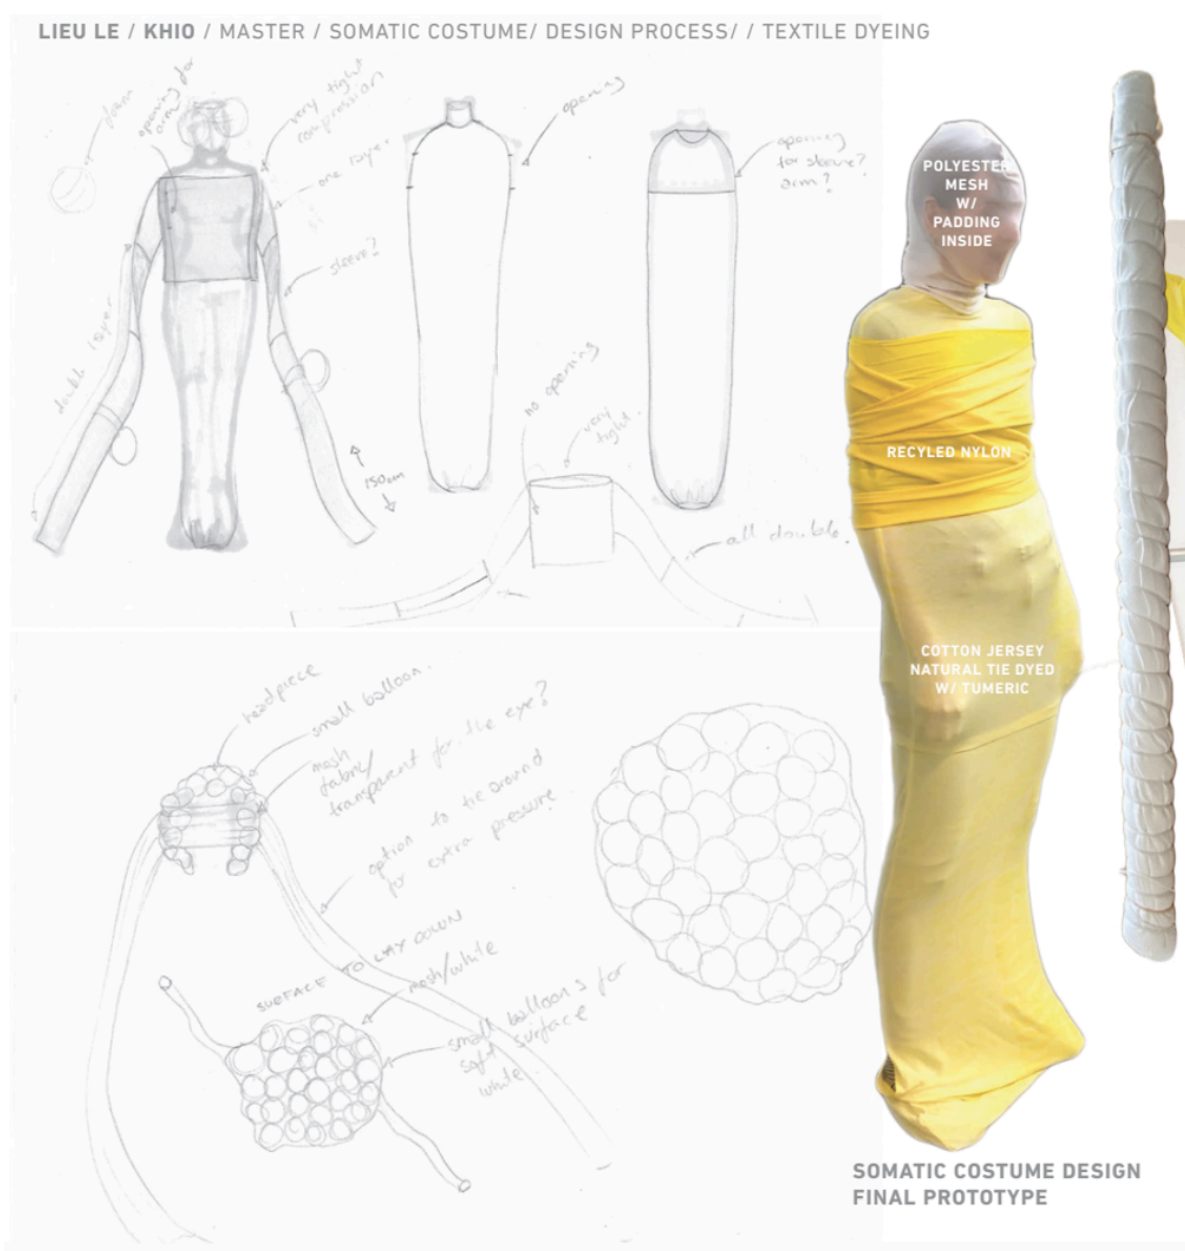 LIEU LE / KHIO / MASTER / SOMATIC COSTUME/ DESIGN PROCESS/ / TEXTILE DYEING
foam
opening for
arm
very tight
compression
one layer
sleeve?
double layer
150cm
opening
opening
for sleeve?
arm?
no opening
very
tight.
all double.
POLYESTER
MESH
W/
PADDING
INSIDE
RECYLED NYLON
COTTON JERSEY
NATURAL TIE DYED
W/ TUMERIC
headpiece
small balloon.
mesh
fabric/
transparent for the eye?
option to tie around
for extra pressure
SURFACE TO LAY DOWN
mesh/white
small balloons for
soft surface
white
SOMATIC COSTUME DESIGN
FINAL PROTOTYPE